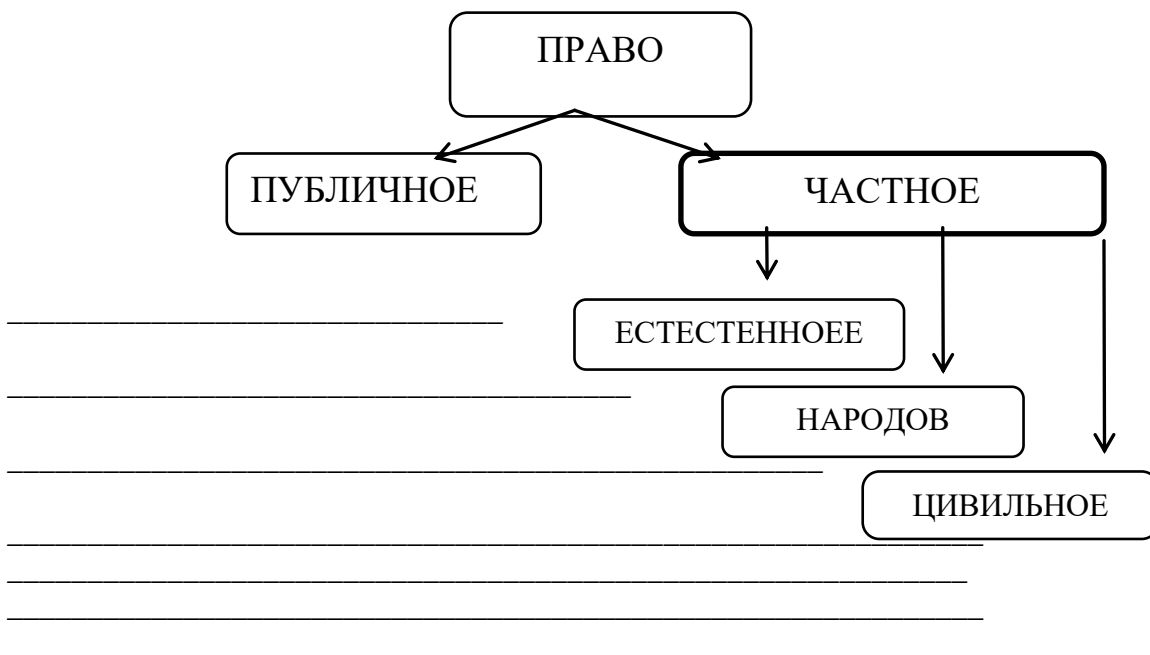 ПРАВО
ПУБЛИЧНОЕ
ЧАСТНОЕ
ЕСТЕСТЕННОЕЕ
НАРОДОВ
ЦИВИЛЬНОЕ